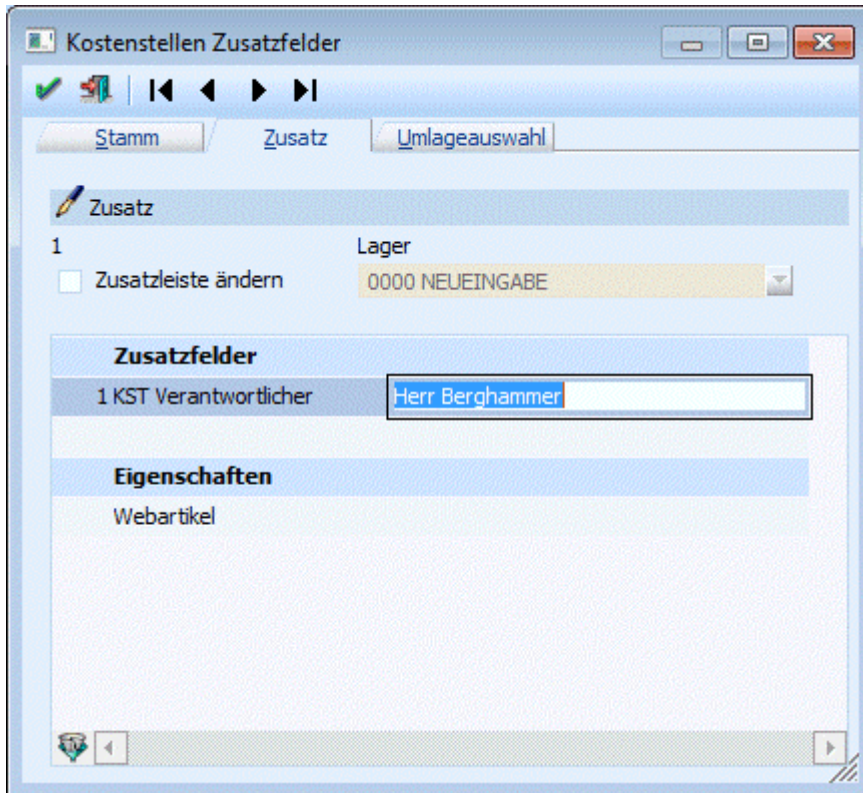 Kostenstellen Zusatzfelder
Stamm Zusatz Umlageauswahl
Zusatz
1 Lager
Zusatzleiste ändern 0000 NEUEINGABE
Zusatzfelder
1 KST Verantwortlicher Herr Berghammer
Eigenschaften
Webartikel